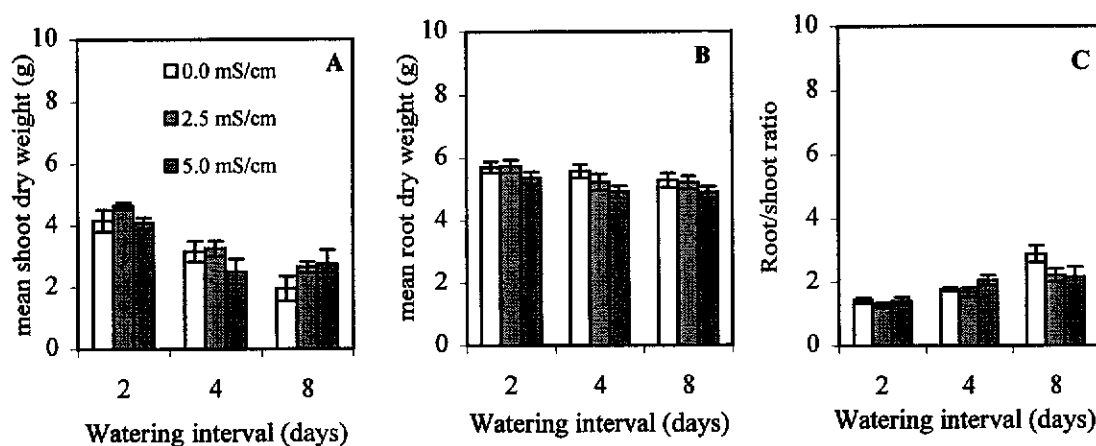 mean shoot dry weight (g)
10
8
6
4
2
0
A
0.0 mS/cm
2.5 mS/cm
5.0 mS/cm
2 4 8
Watering interval (days)
mean root dry weight (g)
10
8
6
4
2
0
B
2 4 8
Watering interval (days)
Root/shoot ratio
10
8
6
4
2
0
C
2 4 8
Watering interval (days)